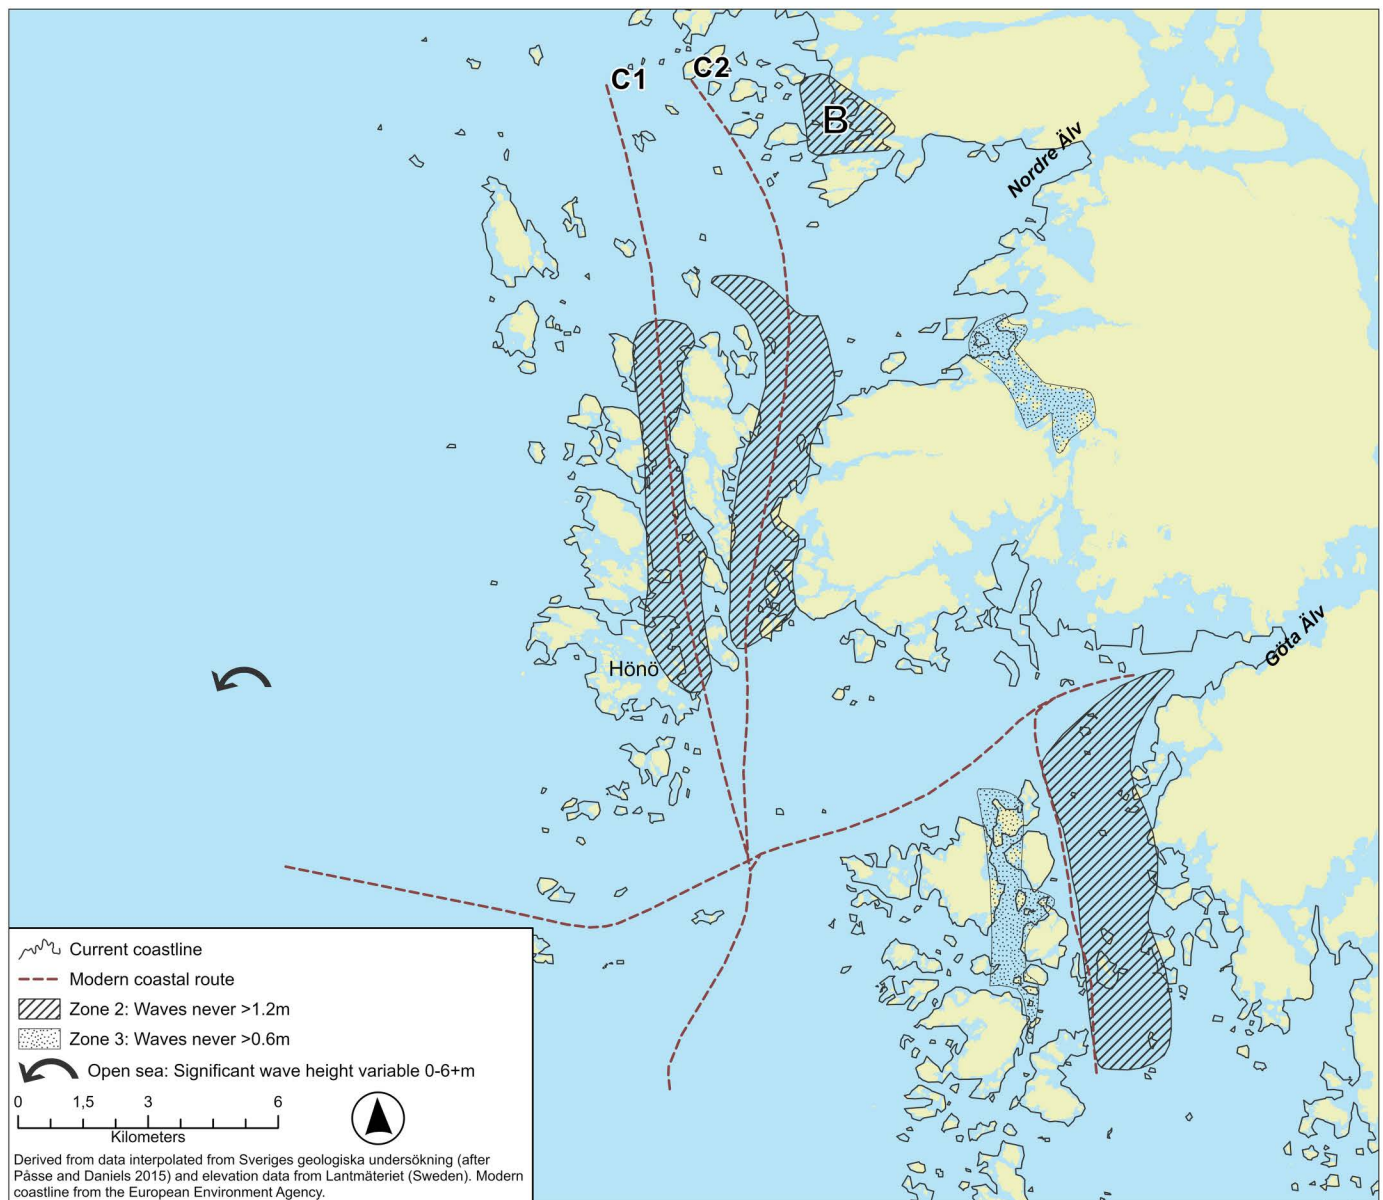 C1
C2
B
Nordre Älv
Hönö
Göta Älv
Current coastline
Modern coastal route
Zone 2: Waves never >1.2m
Zone 3: Waves never >0.6m
Open sea: Significant wave height variable 0-6+m
0 1,5 3 6
Kilometers
Derived from data interpolated from Sveriges geologiska undersökning (after
Påsse and Daniels 2015) and elevation data from Lantmäteriet (Sweden). Modern
coastline from the European Environment Agency.